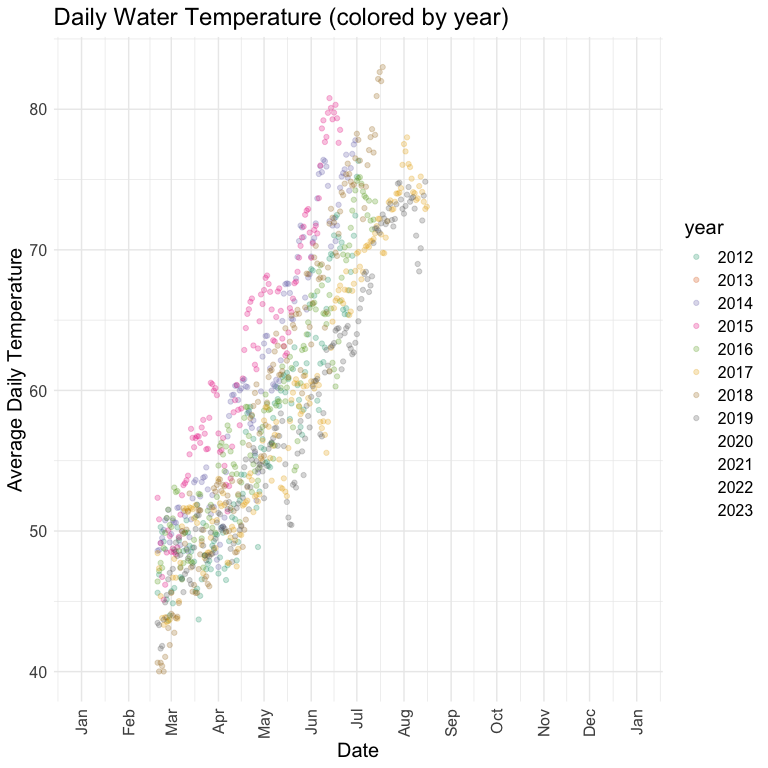 Daily Water Temperature (colored by year)
80
70
60
50
40
Average Daily Temperature
Jan
Feb
Mar
Apr
May
Jun
Jul
Aug
Sep
Oct
Nov
Dec
Jan
Date
year
2012
2013
2014
2015
2016
2017
2018
2019
2020
2021
2022
2023